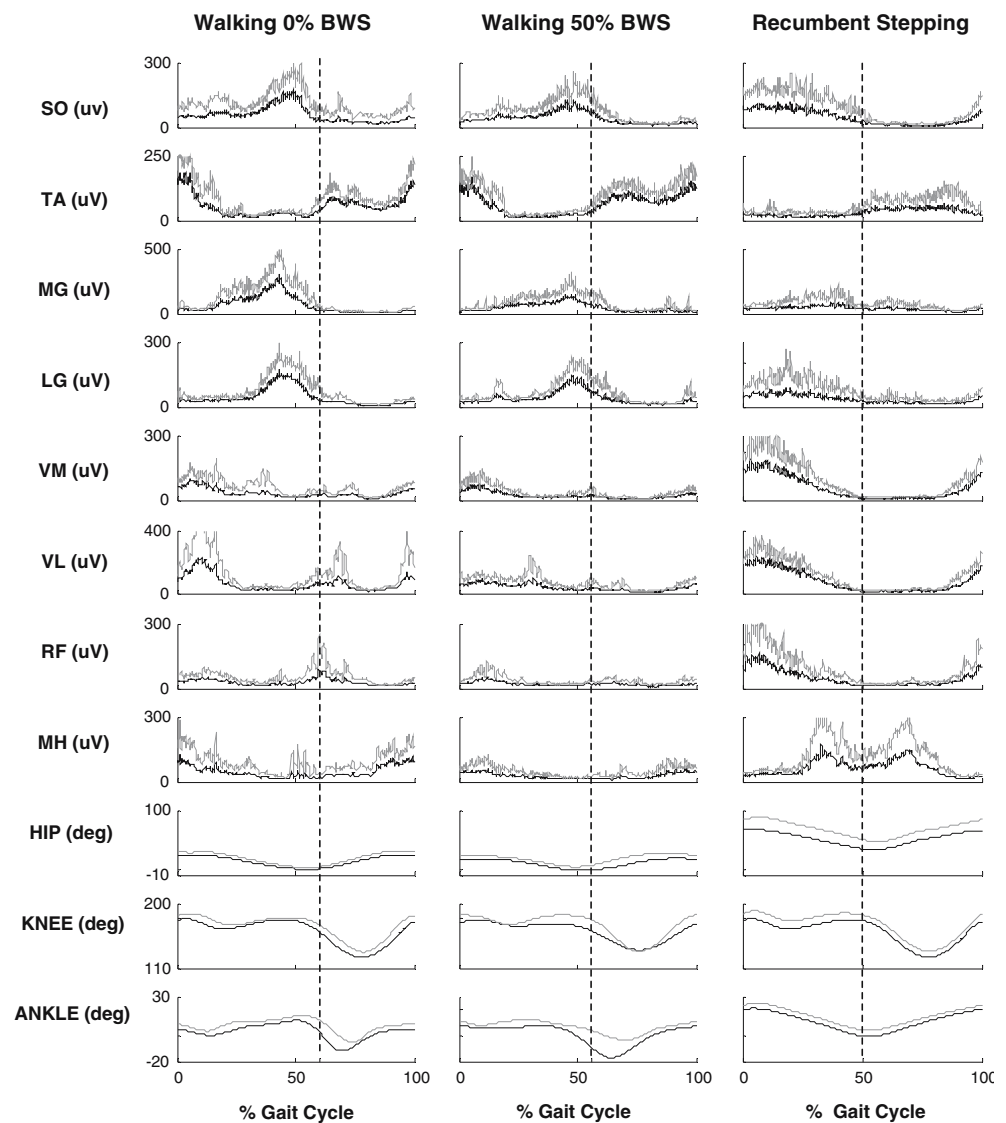 Walking 0% BWS Walking 50% BWS Recumbent Stepping
300
SO (uv)
0
250
TA (uV)
0
500
MG (uV)
0
300
LG (uV)
0
300
VM (uV)
0
400
VL (uV)
0
300
RF (uV)
0
300
MH (uV)
0
100
HIP (deg)
-10
200
KNEE (deg)
110
30
ANKLE (deg)
-20
0 50 100 0 50 100 0 50 100
% Gait Cycle % Gait Cycle % Gait Cycle